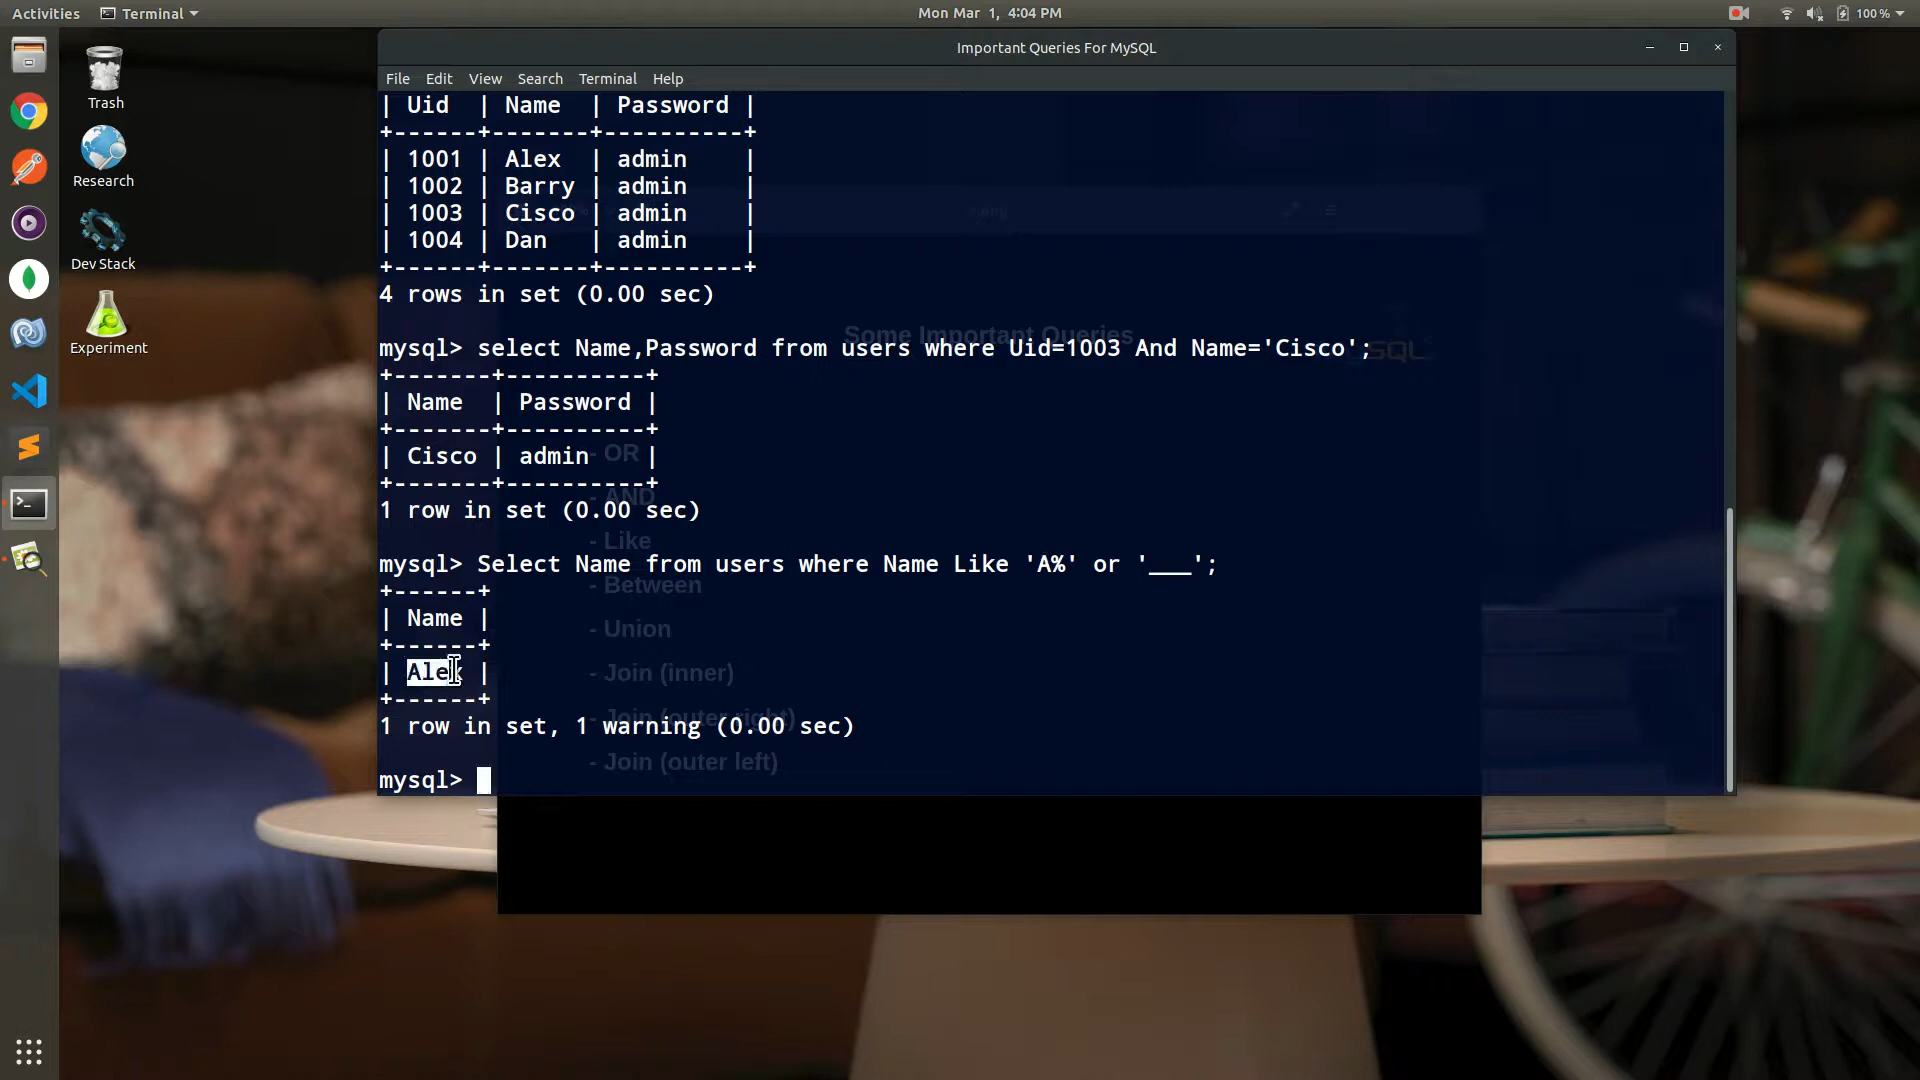 Activities Terminal Mon Mar 1, 4:04 PM 100 %
Important Queries For MySQL
File Edit View Search Terminal Help
| Uid | Name | Password |
+------+-------+----------+
| 1001 | Alex | admin |
| 1002 | Barry | admin |
| 1003 | Cisco | admin |
| 1004 | Dan | admin |
+------+-------+----------+
4 rows in set (0.00 sec)
Some Important Queries
mysql> select Name,Password from users where Uid=1003 And Name='Cisco';
+-------+----------+
| Name | Password |
+-------+----------+
| Cisco | admin |
+-------+----------+
1 row in set (0.00 sec)
mysql> Select Name from users where Name Like 'A%' or '___';
+------+
| Name |
+------+
| Alex |
+------+
1 row in set, 1 warning (0.00 sec)
mysql>
- OR
- AND
- Like
- Between
- Union
- Join (inner)
- Join (outer right)
- Join (outer left)
Trash
Research
Dev Stack
Experiment